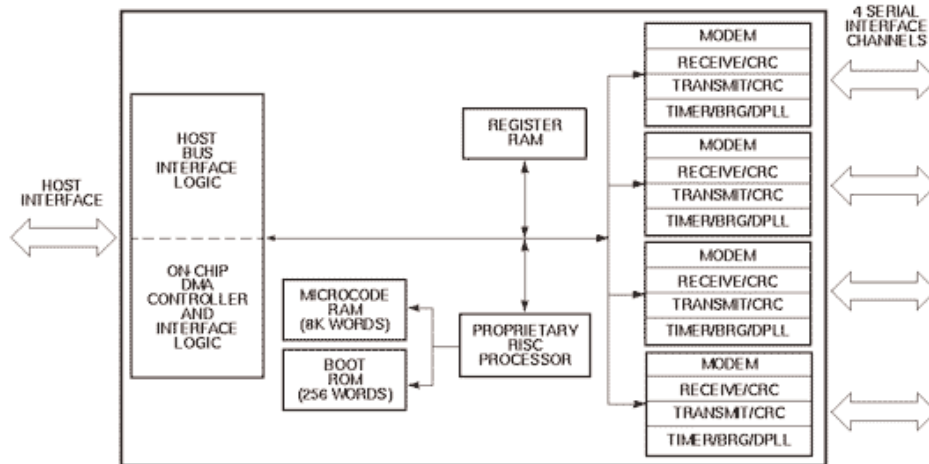 4 SERIAL
INTERFACE
CHANNELS
HOST
INTERFACE
HOST
BUS
INTERFACE
LOGIC
ON-CHIP
DMA
CONTROLLER
AND
INTERFACE
LOGIC
REGISTER
RAM
MICROCODE
RAM
(8K WORDS)
BOOT
ROM
(256 WORDS)
PROPRIETARY
RISC
PROCESSOR
MODEM
RECEIVE/CRC
TRANSMIT/CRC
TIMER/BRG/DPLL
MODEM
RECEIVE/CRC
TRANSMIT/CRC
TIMER/BRG/DPLL
MODEM
RECEIVE/CRC
TRANSMIT/CRC
TIMER/BRG/DPLL
MODEM
RECEIVE/CRC
TRANSMIT/CRC
TIMER/BRG/DPLL